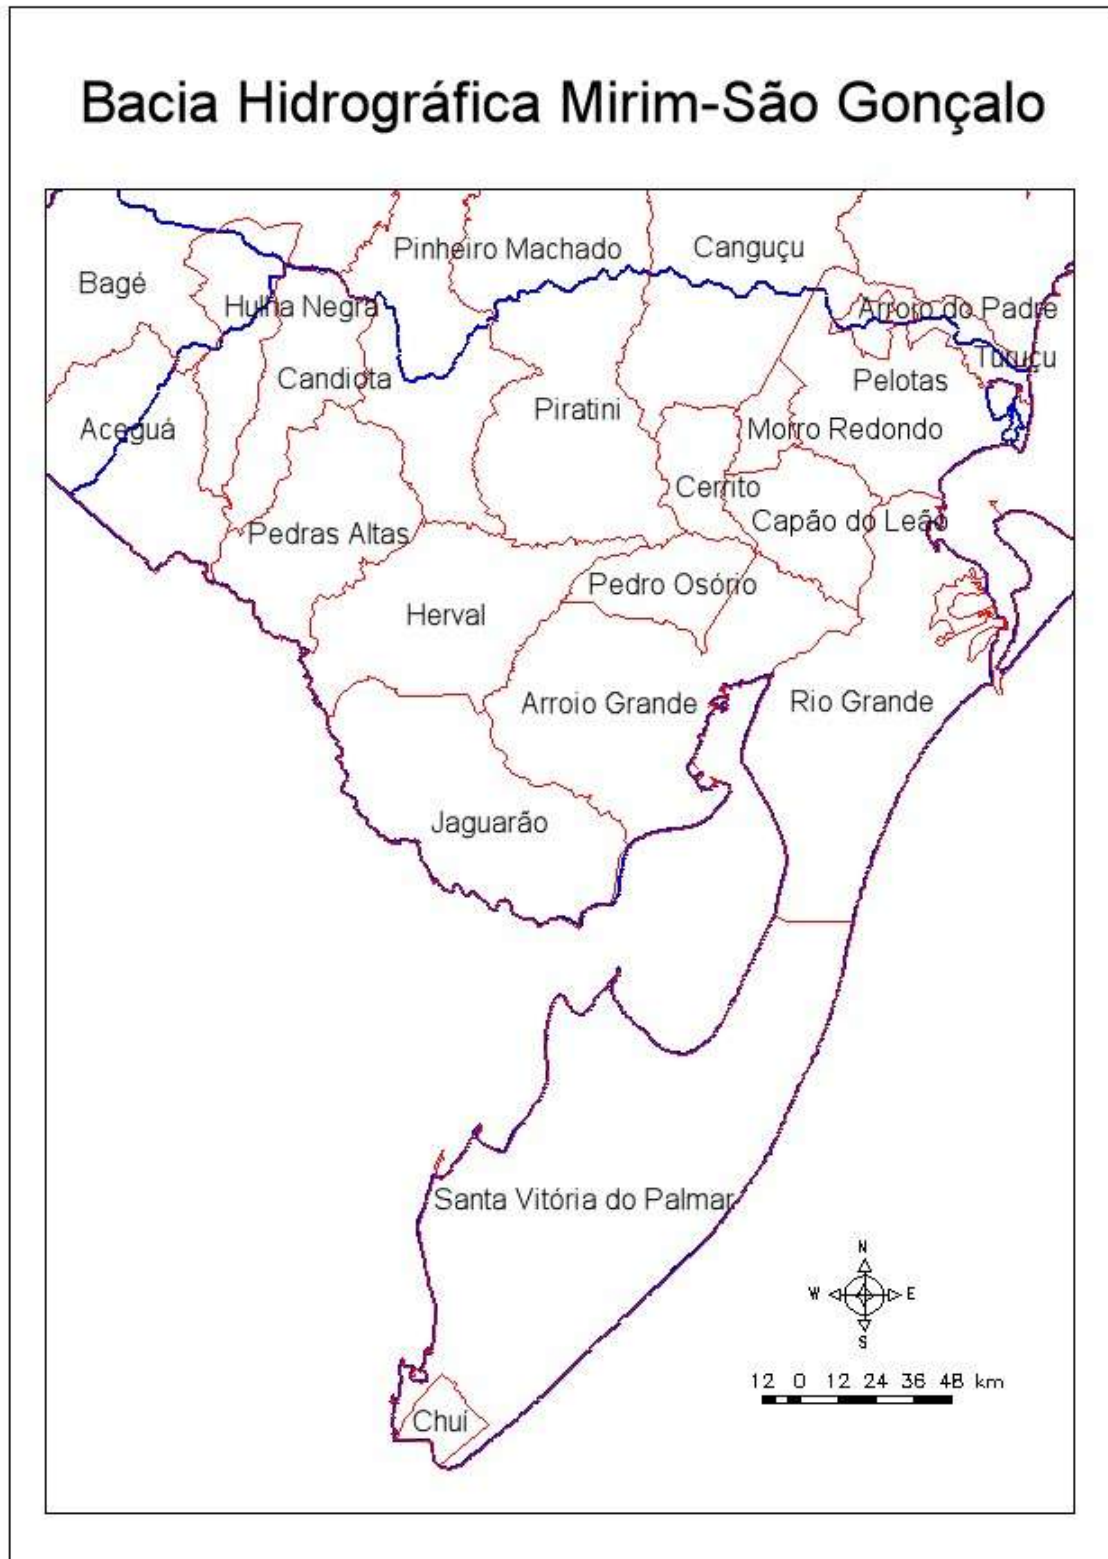 Bacia Hidrográfica Mirim-São Gonçalo
Pinheiro Machado
Canguçu
Bagé
Hulha Negra
Arroio do Padre
Turuçu
Candiota
Pelotas
Piratini
Aceguá
Morro Redondo
Cerrito
Capão do Leão
Pedras Altas
Pedro Osório
Herval
Arroio Grande
Rio Grande
Jaguarão
Santa Vitória do Palmar
N
W
E
S
12 0 12 24 36 48 km
Chuí